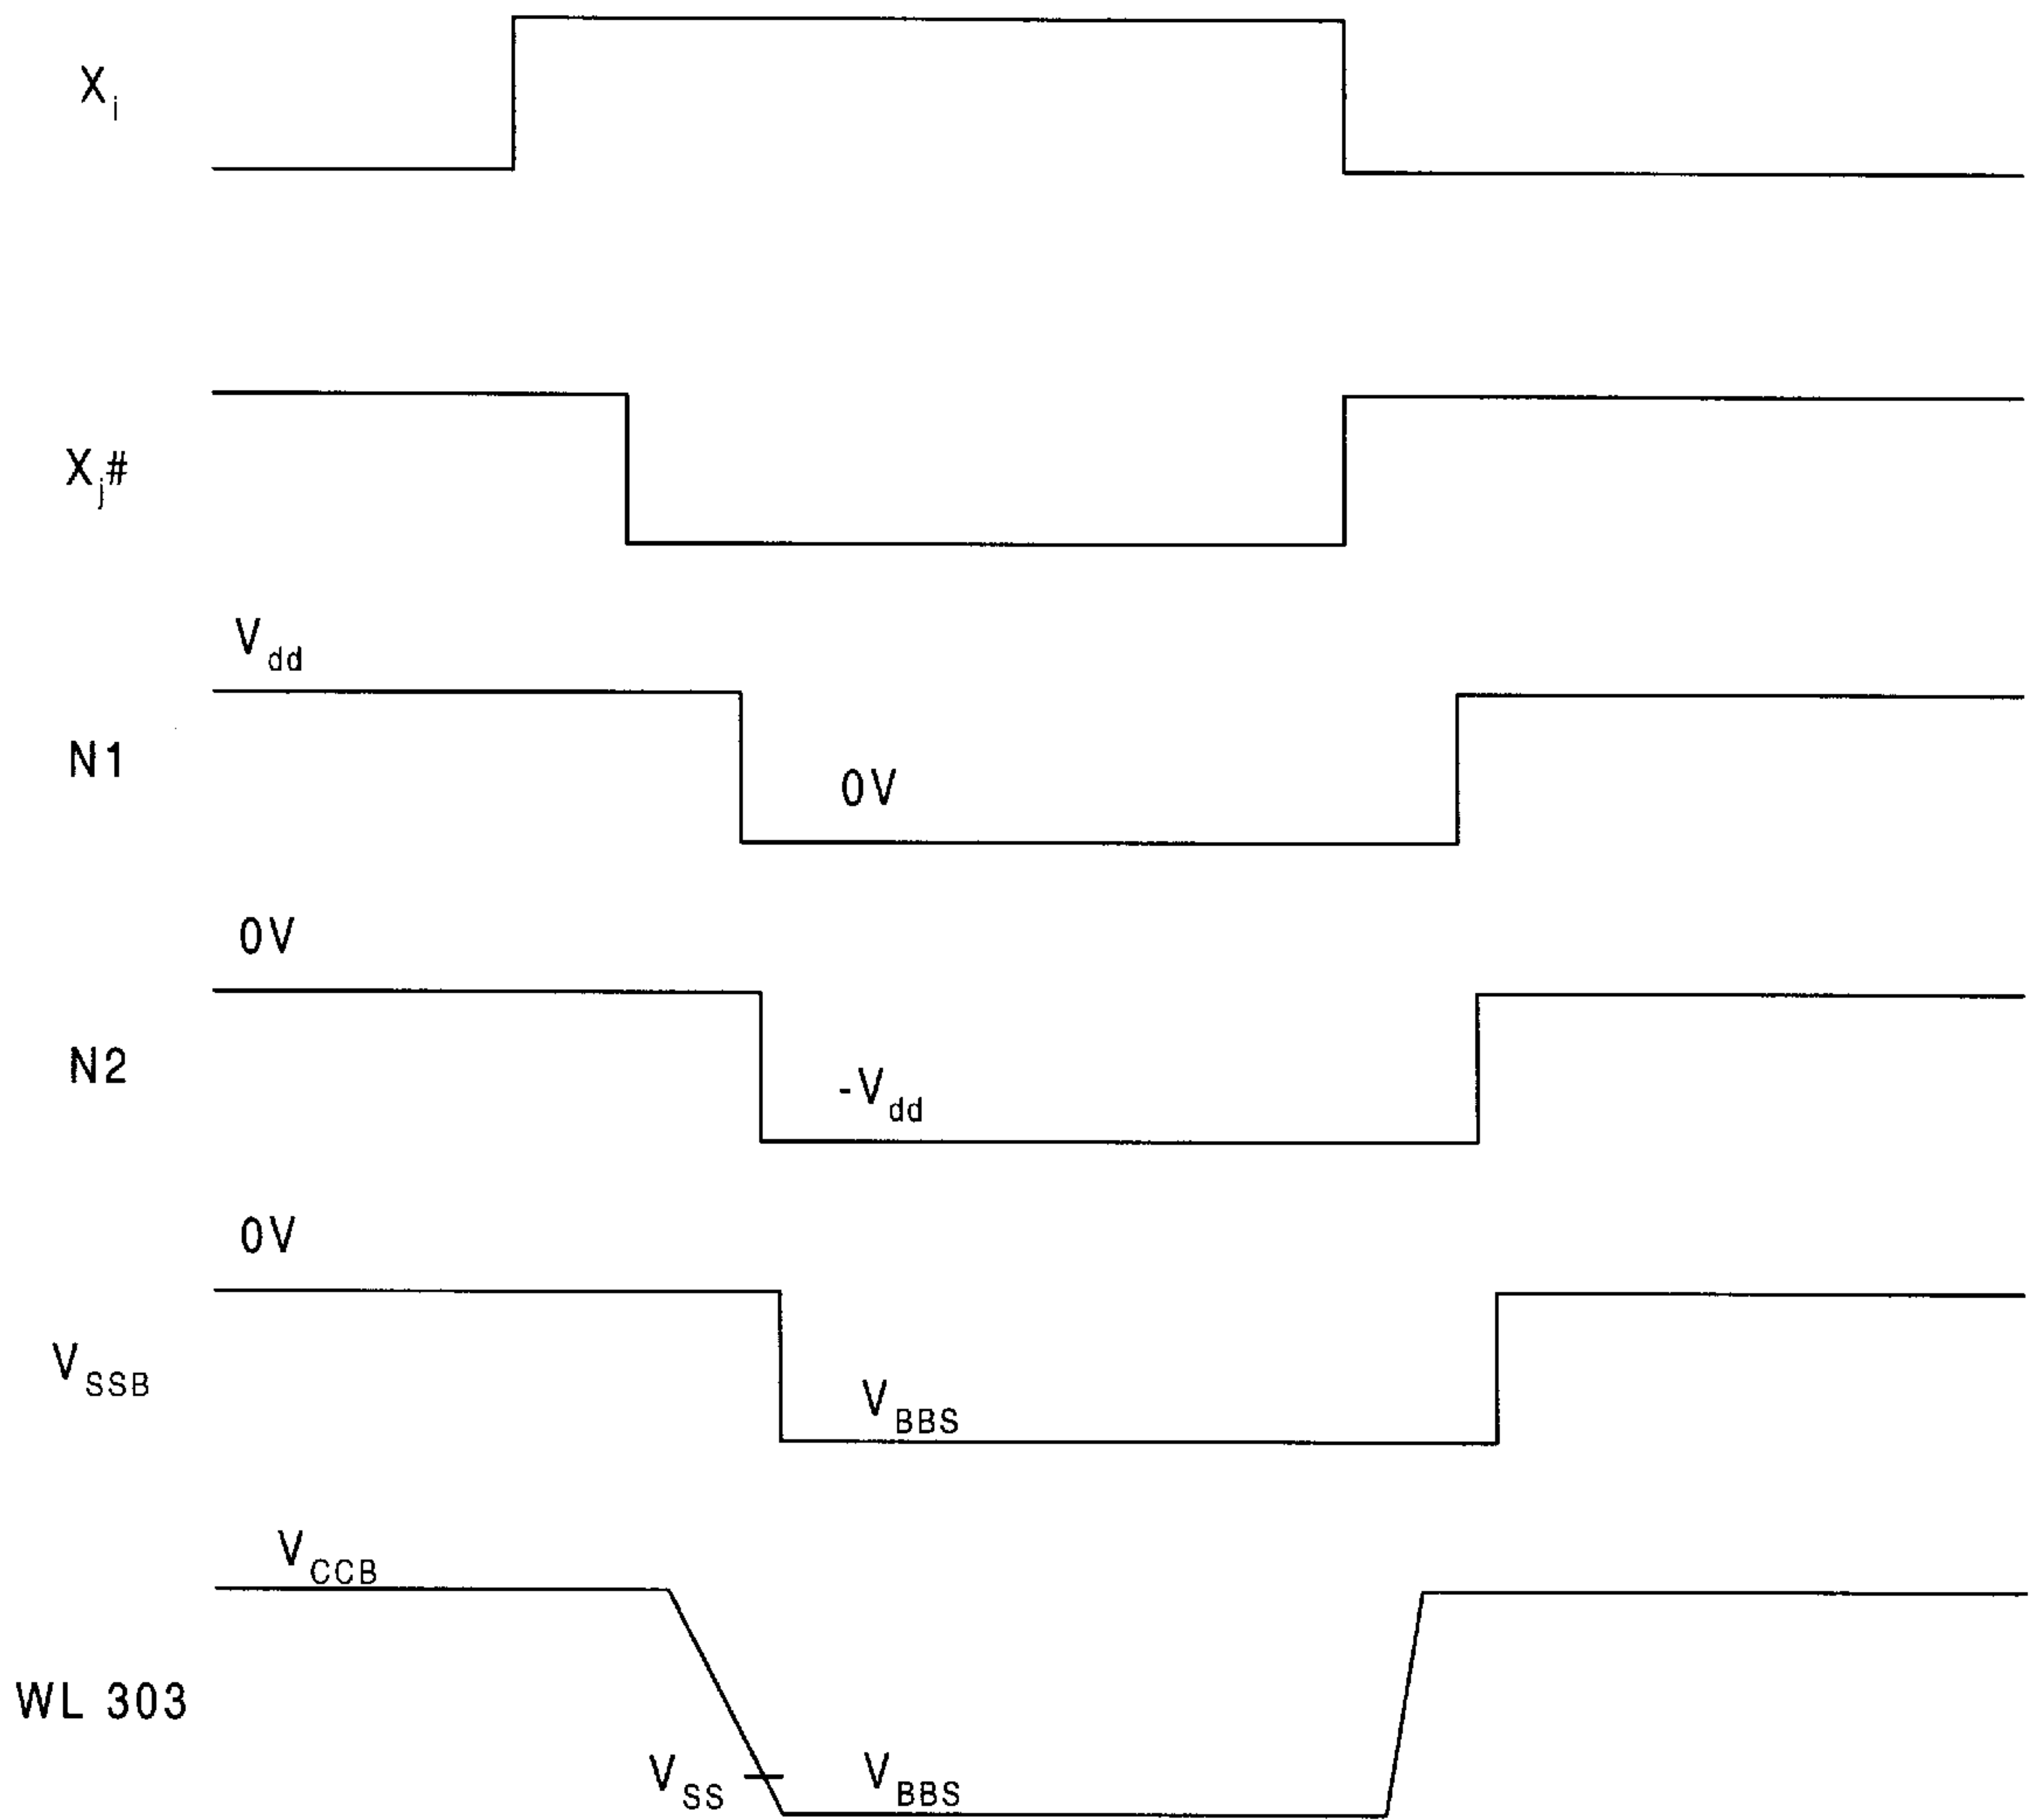 Xi
Xj#
Vdd
N1
0V
0V
N2
-Vdd
0V
VSSB
VBBS
VCCB
WL 303
VSS
VBBS